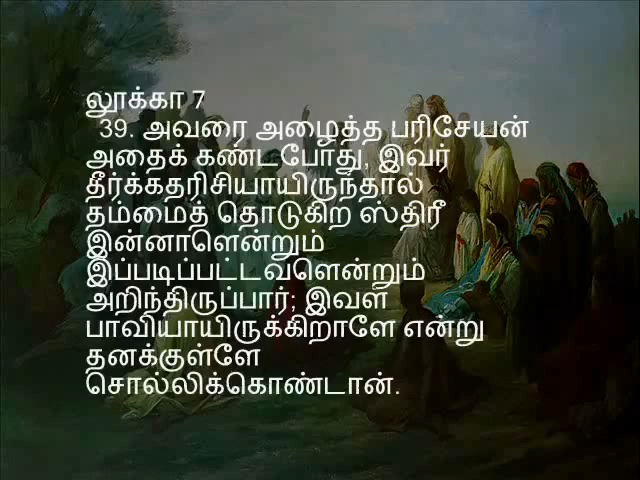 லூக்கா 7
39. அவரை அழைத்த பரிசேயன்
அதைக் கண்டபோது, இவர்
தீர்க்கதரிசியாயிருந்தால்
தம்மைத் தொடுகிற ஸ்திரீ
இன்னாளென்றும்
இப்படிப்பட்டவளென்றும்
அறிந்திருப்பார்; இவள்
பாவியாயிருக்கிறாளே என்று
தனக்குள்ளே
சொல்லிக்கொண்டான்.